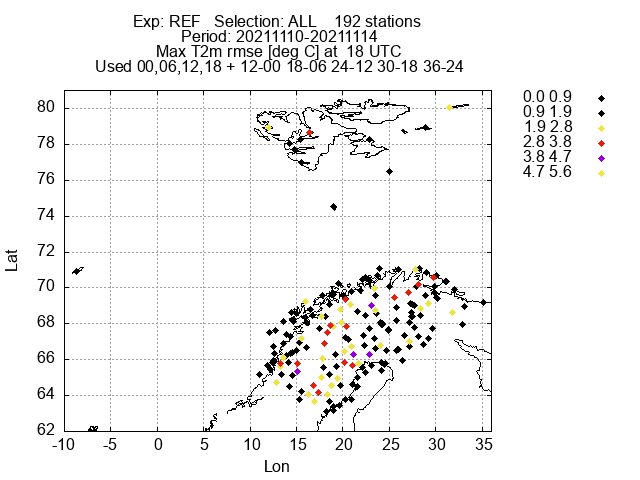 Exp: REF   Selection: ALL    192 stations
Period: 20211110-20211114
Max T2m rmse [deg C] at  18 UTC
Used 00,06,12,18 + 12-00 18-06 24-12 30-18 36-24
0.0 0.9
0.9 1.9
1.9 2.8
2.8 3.8
3.8 4.7
4.7 5.6
80
78
76
74
72
70
68
66
64
62
Lat
-10 -5 0 5 10 15 20 25 30 35
Lon